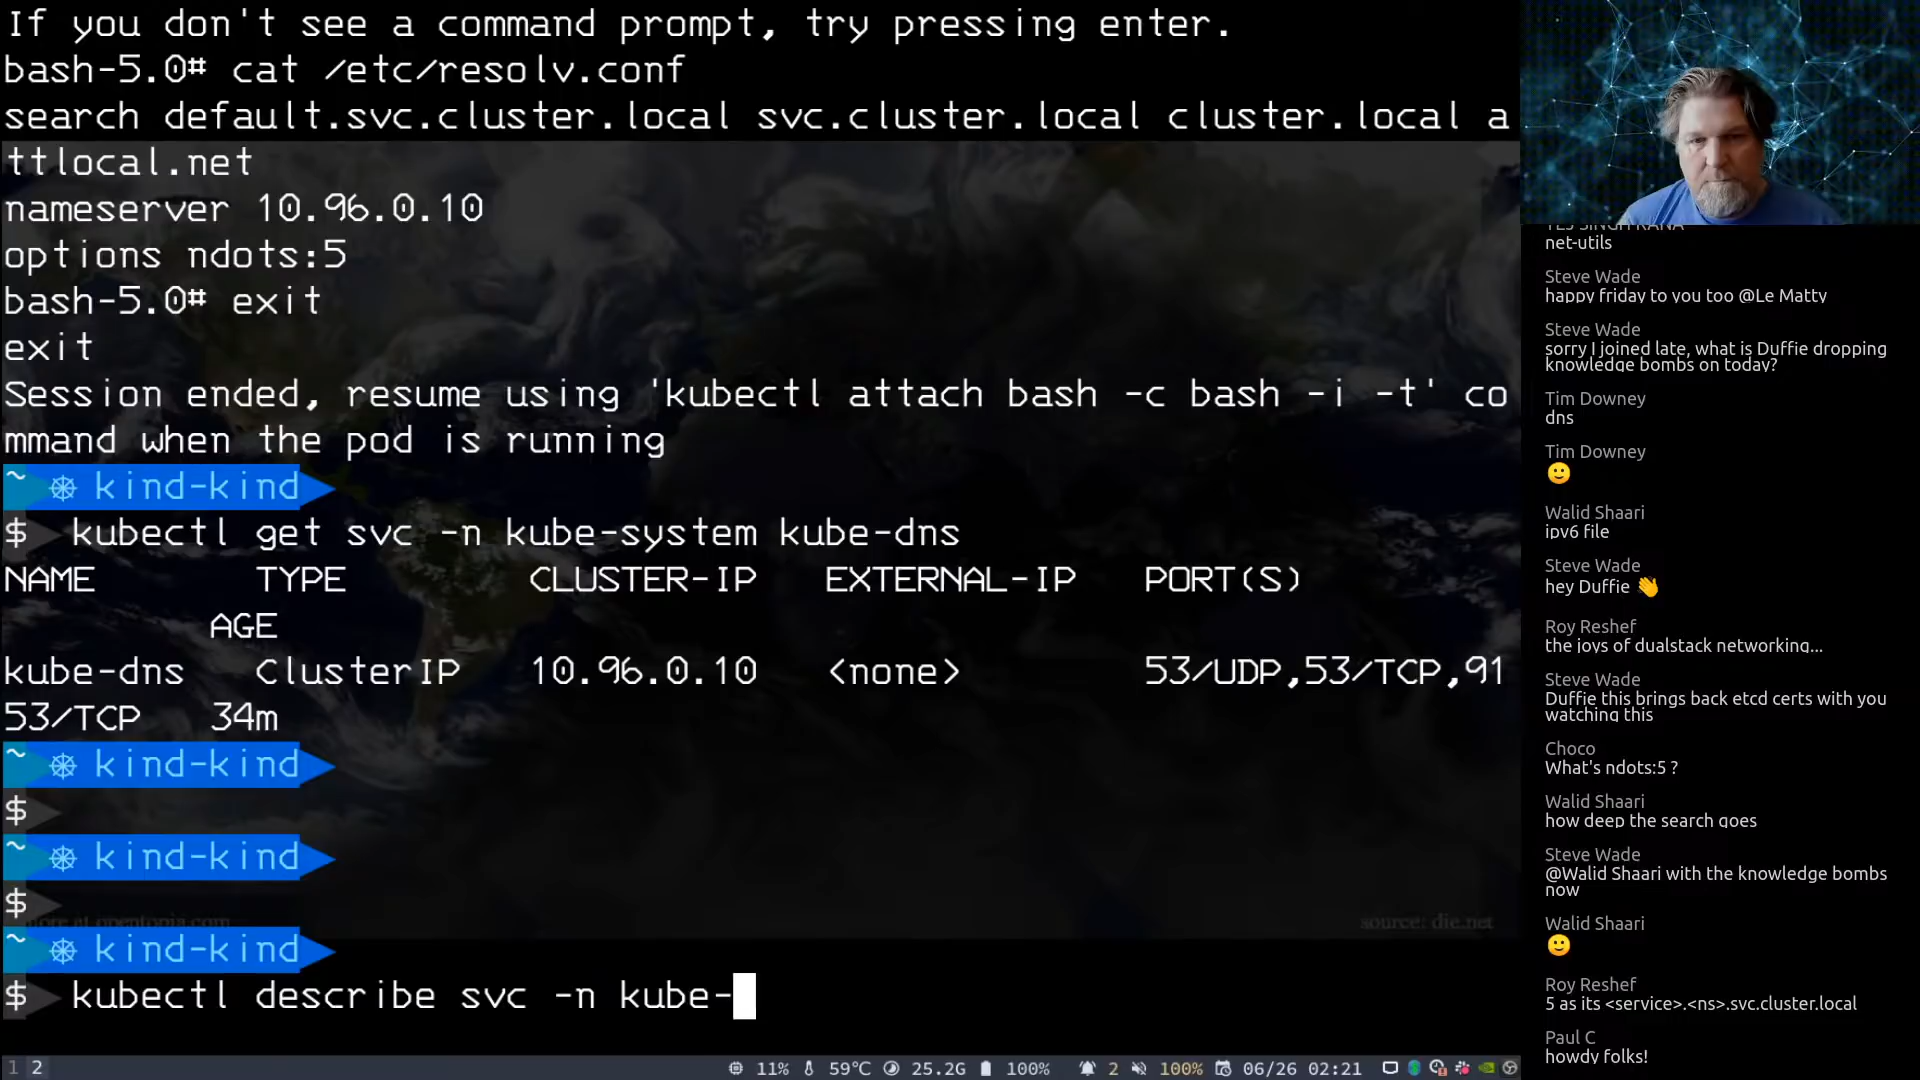 If you don't see a command prompt, try pressing enter.
bash-5.0# cat /etc/resolv.conf
search default.svc.cluster.local svc.cluster.local cluster.local a
ttlocal.net
nameserver 10.96.0.10
options ndots:5
bash-5.0# exit
exit
Session ended, resume using 'kubectl attach bash -c bash -i -t' co
mmand when the pod is running
~ ⎈ kind-kind
$ kubectl get svc -n kube-system kube-dns
NAME TYPE CLUSTER-IP EXTERNAL-IP PORT(S)
AGE
kube-dns ClusterIP 10.96.0.10 <none> 53/UDP,53/TCP,91
53/TCP 34m
~ ⎈ kind-kind
$
~ ⎈ kind-kind
$
more at opentopia.com
source: die.net
~ ⎈ kind-kind
$ kubectl describe svc -n kube-
1 2 11% 59°C 25.2G 100% 2 100% 06/26 02:21
net-utils
Steve Wade
happy friday to you too @Le Matty
Steve Wade
sorry I joined late, what is Duffie dropping
knowledge bombs on today?
Tim Downey
dns
Tim Downey
🙂
Walid Shaari
ipv6 file
Steve Wade
hey Duffie 👋
Roy Reshef
the joys of dualstack networking...
Steve Wade
Duffie this brings back etcd certs with you
watching this
Choco
What's ndots:5 ?
Walid Shaari
how deep the search goes
Steve Wade
@Walid Shaari with the knowledge bombs
now
Walid Shaari
🙂
Roy Reshef
5 as its <service>.<ns>.svc.cluster.local
Paul C
howdy folks!